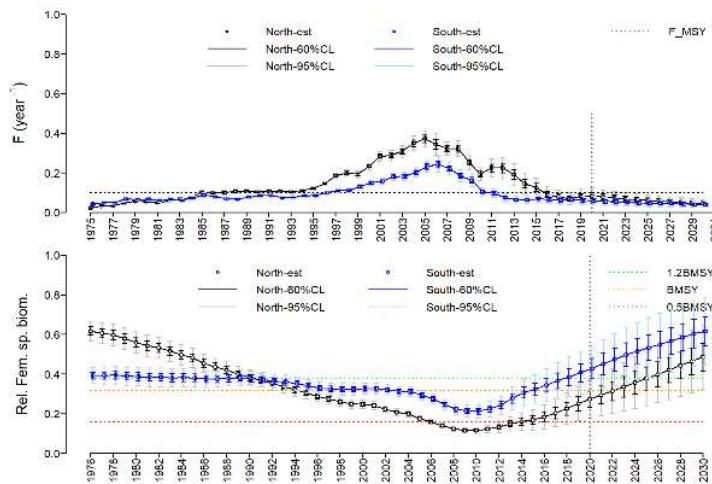 1.0
0.8
0.6
0.4
0.2
0.0
F (year⁻¹)
North-est
North-60%CL
North-95%CL
South-est
South-60%CL
South-95%CL
F_MSY
1975 1977 1979 1981 1983 1985 1987 1989 1991 1993 1995 1997 1999 2001 2003 2005 2007 2009 2011 2013 2015 2017 2019 2021 2023 2025 2027 2029
1.0
0.8
0.6
0.4
0.2
0.0
Rel. Fem. sp. biom.
North-est
North-60%CL
North-95%CL
South-est
South-60%CL
South-95%CL
1.2BMSY
BMSY
0.5BMSY
1976 1978 1980 1982 1984 1986 1988 1990 1992 1994 1996 1998 2000 2002 2004 2006 2008 2010 2012 2014 2016 2018 2020 2022 2024 2026 2028 2030